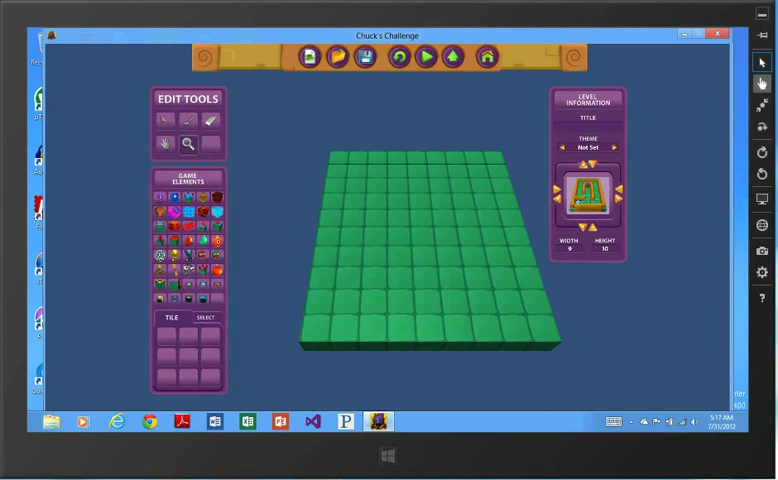 Chuck's Challenge
EDIT TOOLS
LEVEL
INFORMATION
TITLE
THEME
Not Set
WIDTH
HEIGHT
9
10
GAME
ELEMENTS
TILE
SELECT
5:17 AM
7/31/2012